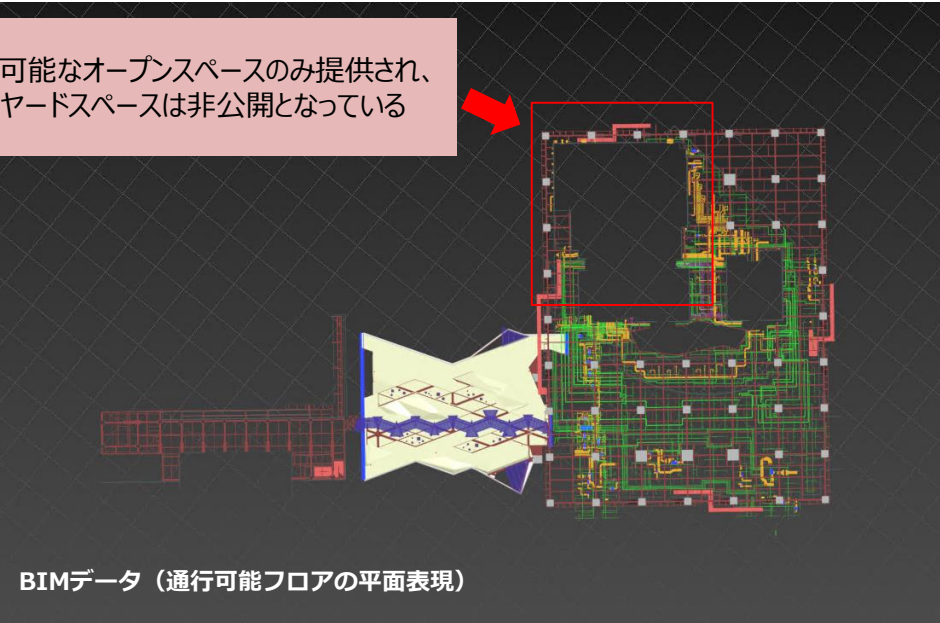 可能なオープンスペースのみ提供され、
ヤードスペースは非公開となっている
BIMデータ（通行可能フロアの平面表現）